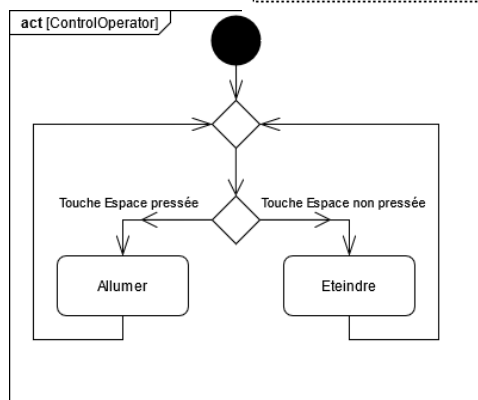 act [ControlOperator]
Touche Espace pressée
Touche Espace non pressée
Allumer
Eteindre